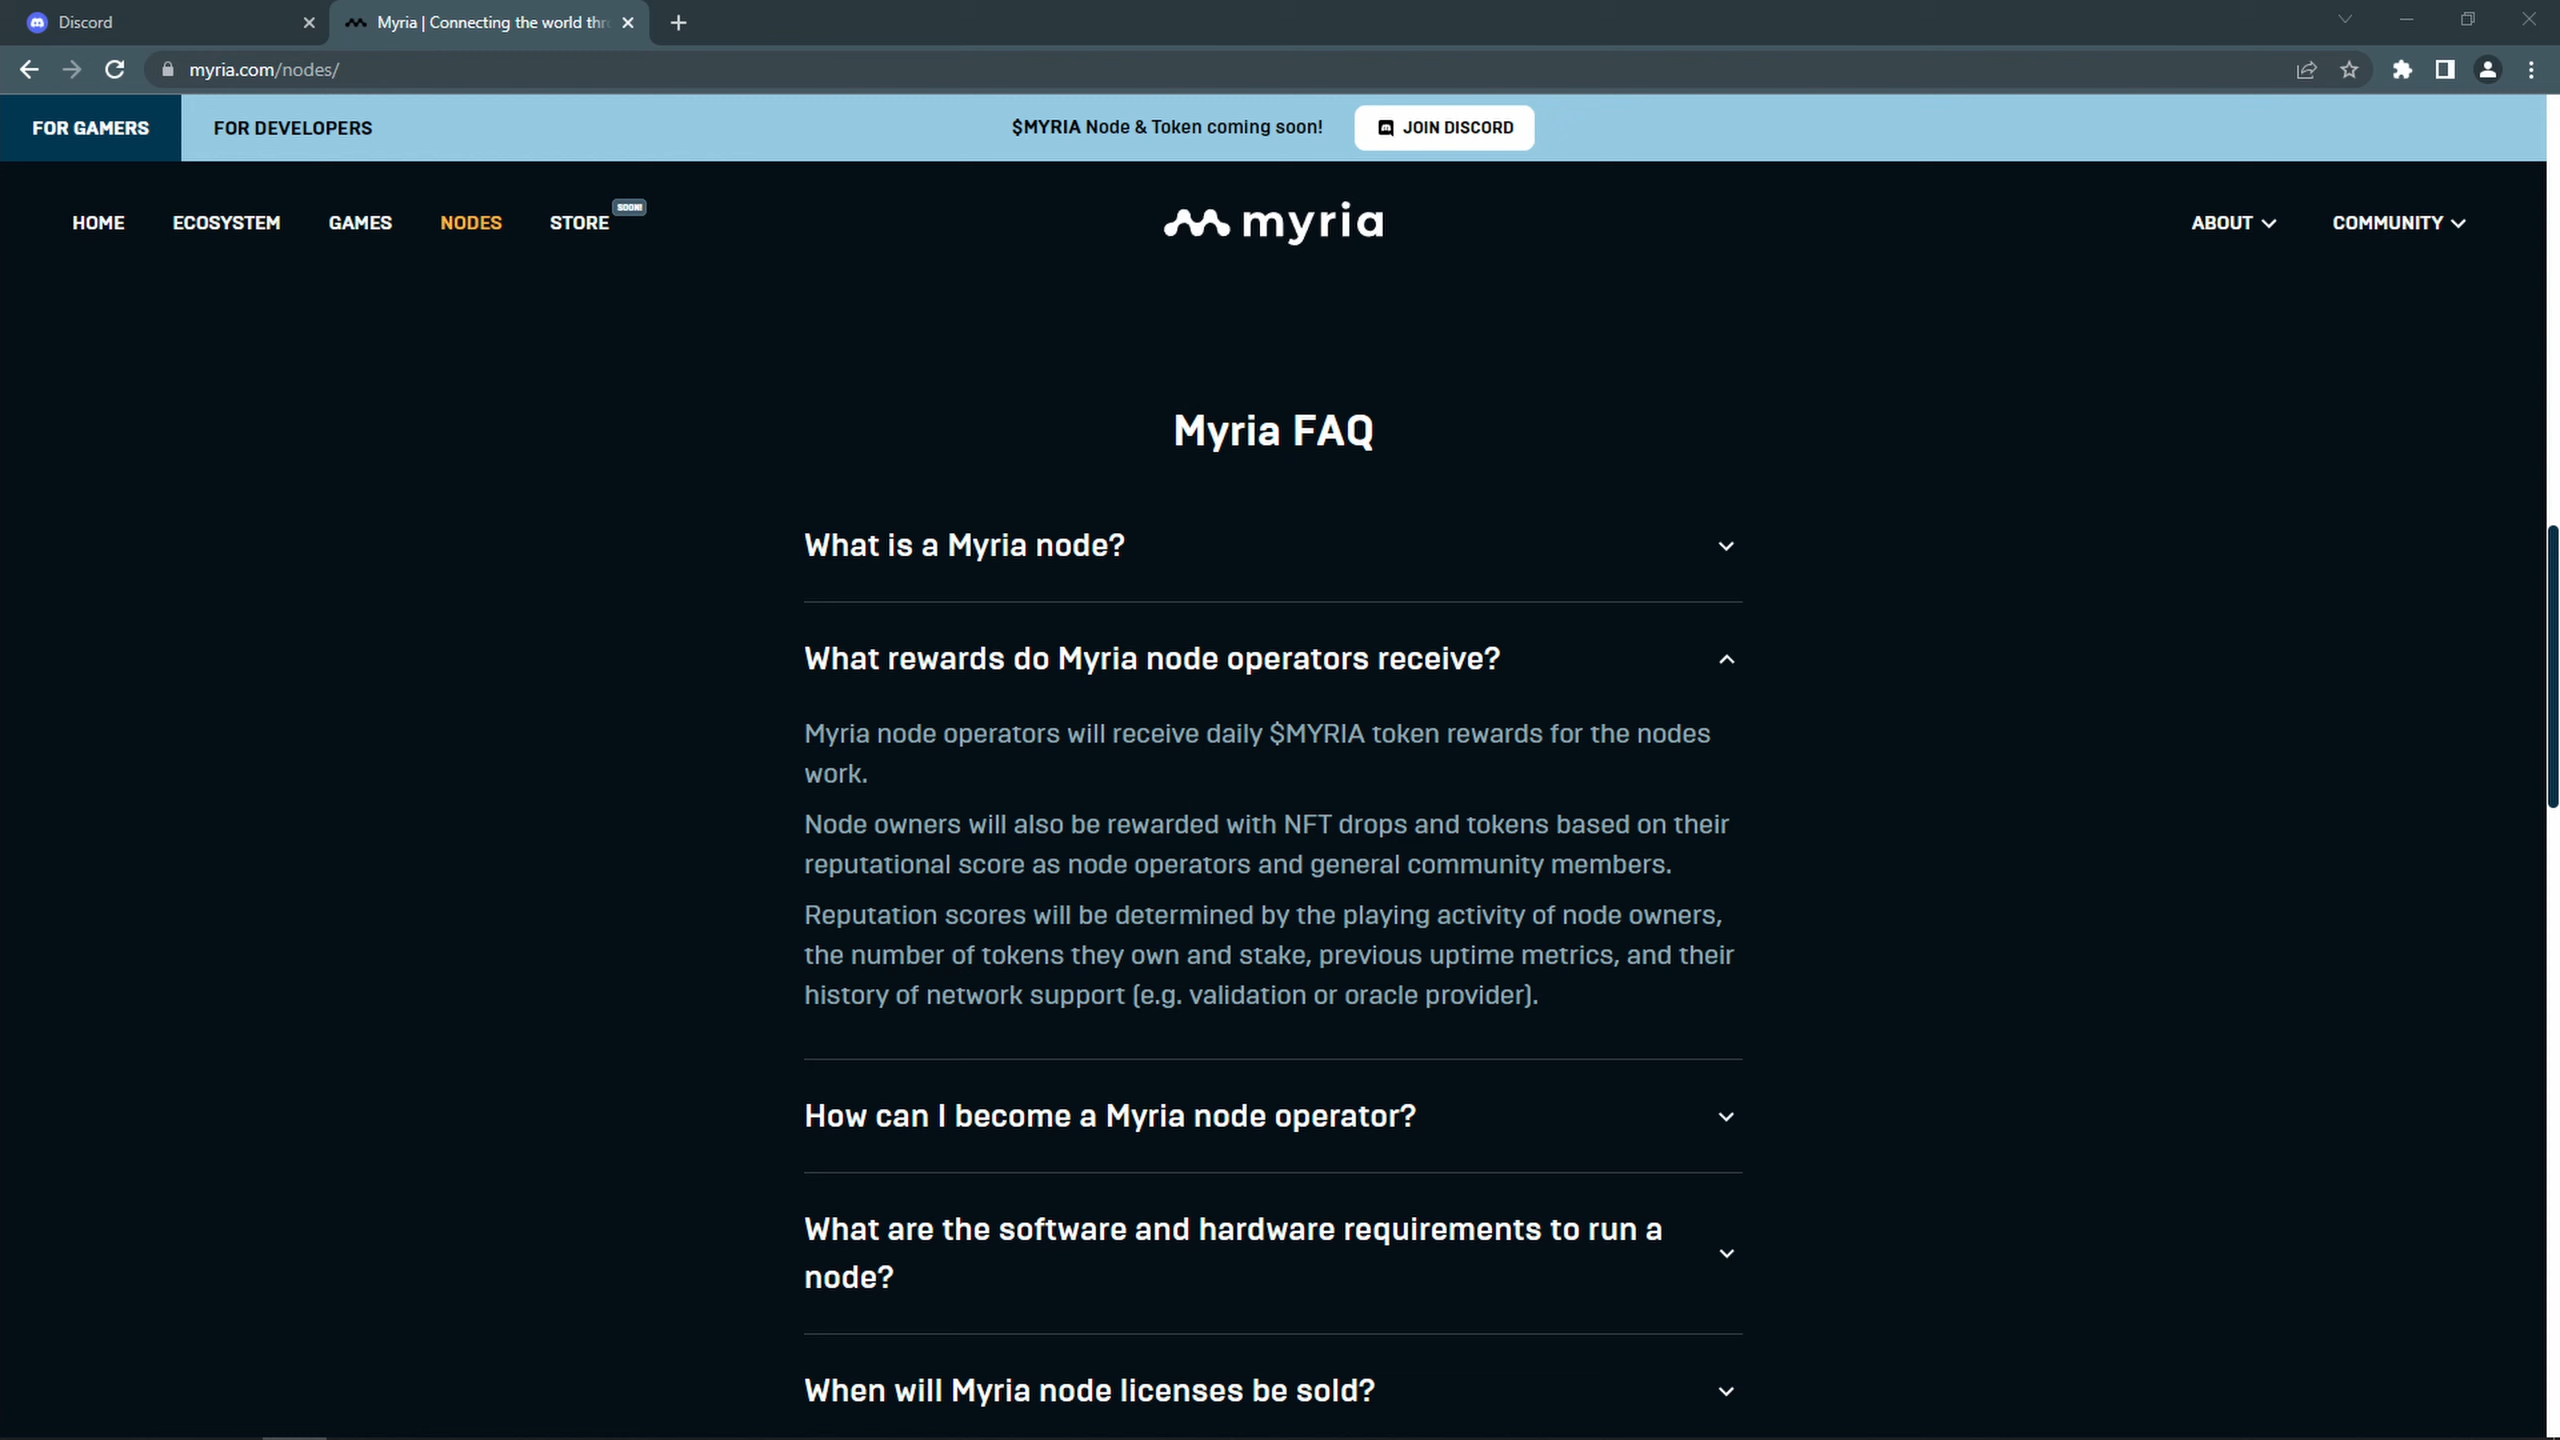 Discord
Myria | Connecting the world thr
myria.com/nodes/
FOR GAMERS
FOR DEVELOPERS
$MYRIA Node & Token coming soon!
JOIN DISCORD
HOME
ECOSYSTEM
GAMES
NODES
STORE
SOON!
myria
ABOUT
COMMUNITY
Myria FAQ
What is a Myria node?
What rewards do Myria node operators receive?
Myria node operators will receive daily $MYRIA token rewards for the nodes
work.
Node owners will also be rewarded with NFT drops and tokens based on their
reputational score as node operators and general community members.
Reputation scores will be determined by the playing activity of node owners,
the number of tokens they own and stake, previous uptime metrics, and their
history of network support (e.g. validation or oracle provider).
How can I become a Myria node operator?
What are the software and hardware requirements to run a
node?
When will Myria node licenses be sold?